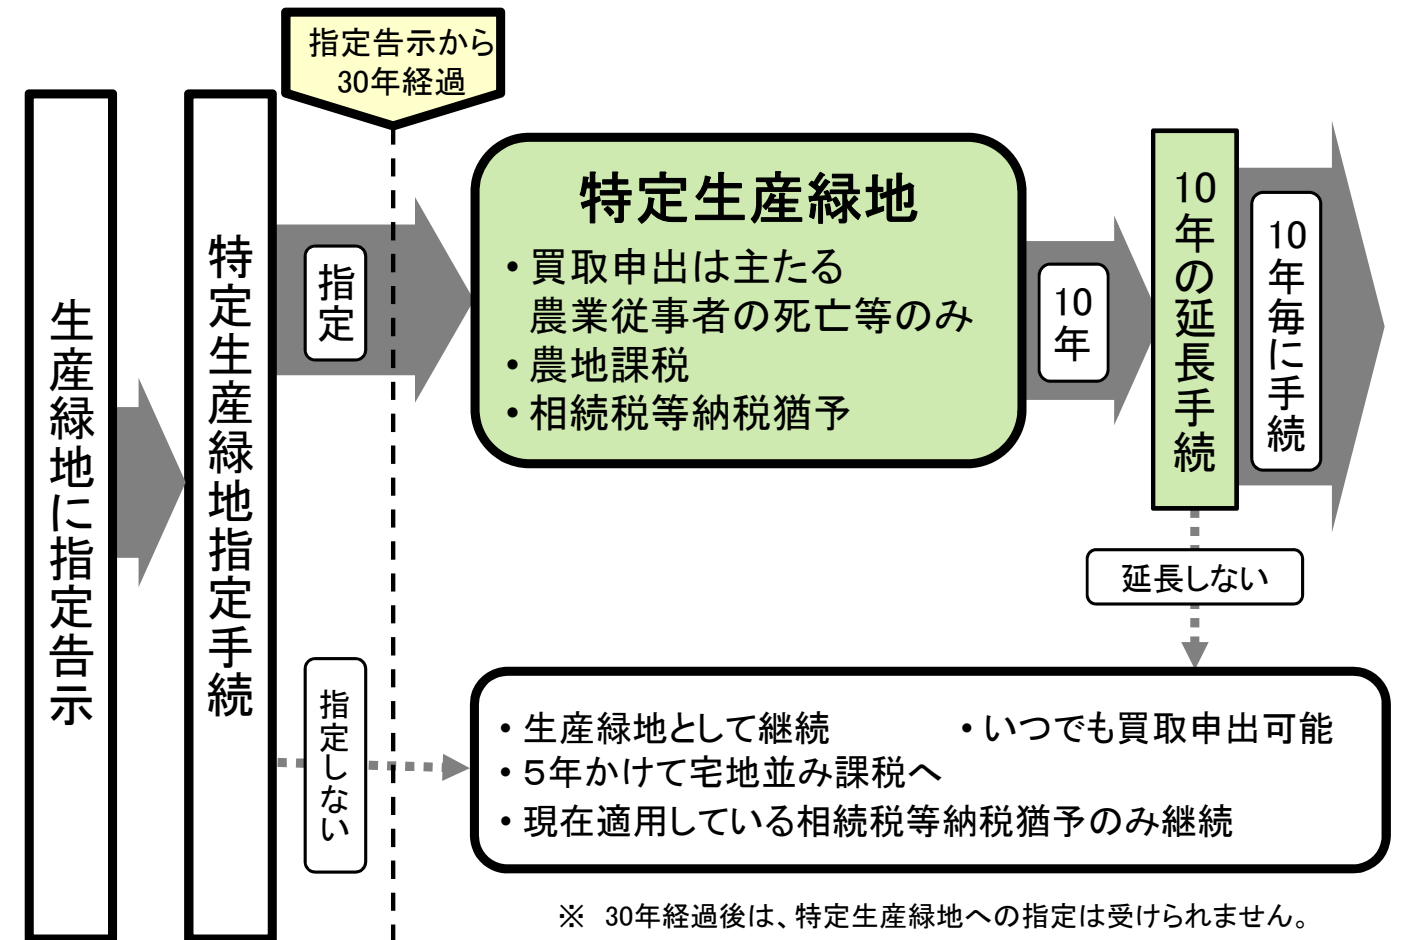 指定告示から
30年経過
生産緑地に指定告示
特定生産緑地指定手続
指定
特定生産緑地
・買取申出は主たる
農業従事者の死亡等のみ
・農地課税
・相続税等納税猶予
10年
10年の延長手続
10年毎に手続
延長しない
指定しない
・生産緑地として継続 ・いつでも買取申出可能
・５年かけて宅地並み課税へ
・現在適用している相続税等納税猶予のみ継続
※ 30年経過後は、特定生産緑地への指定は受けられません。